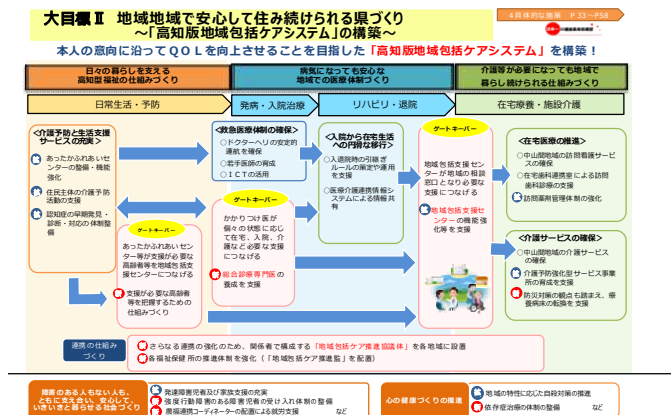 大目標Ⅱ 地域地域で安心して住み続けられる県づくり
～「高知版地域包括ケアシステム」の構築～
4具体的な施策 P.33～P58
本人の意向に沿ってQOLを向上させることを目指した「高知版地域包括ケアシステム」を構築！
日々の暮らしを支える
高知型福祉の仕組みづくり
病気になっても安心な
地域での医療体制づくり
介護等が必要になっても地域で
暮らし続けられる仕組みづくり
日常生活・予防
発病・入院治療
リハビリ・退院
在宅療養・施設介護
<介護予防と生活支援
サービスの充実>
あったかふれあいセ
ンターの整備・機能
強化
住民主体の介護予防
活動の支援
認知症の早期発見・
診断・対応の体制整
備
ゲートキーパー
あったかふれあいセン
ター等が支援が必要な
高齢者等を地域包括支
援センターにつなげる
支援が必要な高齢者
等を把握するための
仕組みづくり
<救急医療体制の確保>
○ドクターヘリの安定的
運航を確保
○若手医師の育成
○ICTの活用
ゲートキーパー
かかりつけ医が
個々の状態に応じ
て在宅、入院、介
護など必要な支援
につなげる
総合診療専門医の
養成を支援
<入院から在宅生活
への円滑な移行>
○入退院時の引継ぎ
ルールの策定や運用
を支援
○医療介護連携情報シ
ステムによる情報共
有
ゲートキーパー
地域包括支援セン
ターが地域の相談
窓口となり必要な
支援につなげる
地域包括支援セ
ンターの機能強
化等を支援
<在宅医療の推進>
○中山間地域の訪問看護サービ
スの確保
○在宅歯科連携室による訪問
歯科診療の支援
訪問薬剤管理体制の強化
<介護サービスの確保>
○中山間地域の介護サービス
の確保
介護予防強化型サービス事業
所の育成を支援
防災対策の観点も踏まえ、療
養病床の転換を支援
連携の仕組み
づくり
さらなる連携の強化のため、関係者で構成する「地域包括ケア推進協議体」を各地域に設置
各福祉保健所の推進体制を強化(「地域包括ケア推進監」を配置)
障害のある人もない人も、
ともに支え合い、安心して、
いきいきと暮らせる社会づくり
発達障害児者及び家族支援の充実
強度行動障害のある障害児者の受け入れ体制の整備
農福連携コーディネーターの配置による就労支援 など
心の健康づくりの推進
地域の特性に応じた自殺対策の推進
依存症治療の体制の整備 など